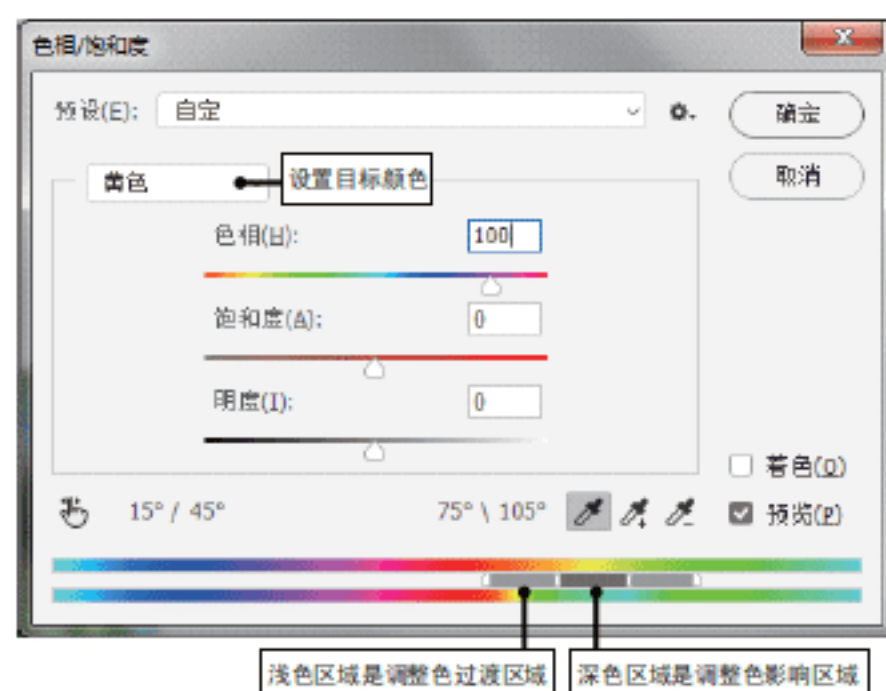 色相/饱和度
预设(E): 自定
确定
黄色
设置目标颜色
取消
色相(H): 100
饱和度(A): 0
明度(I): 0
着色(O)
15° / 45° 75° \ 105°
预览(P)
浅色区域是调整色过渡区域
深色区域是调整色影响区域